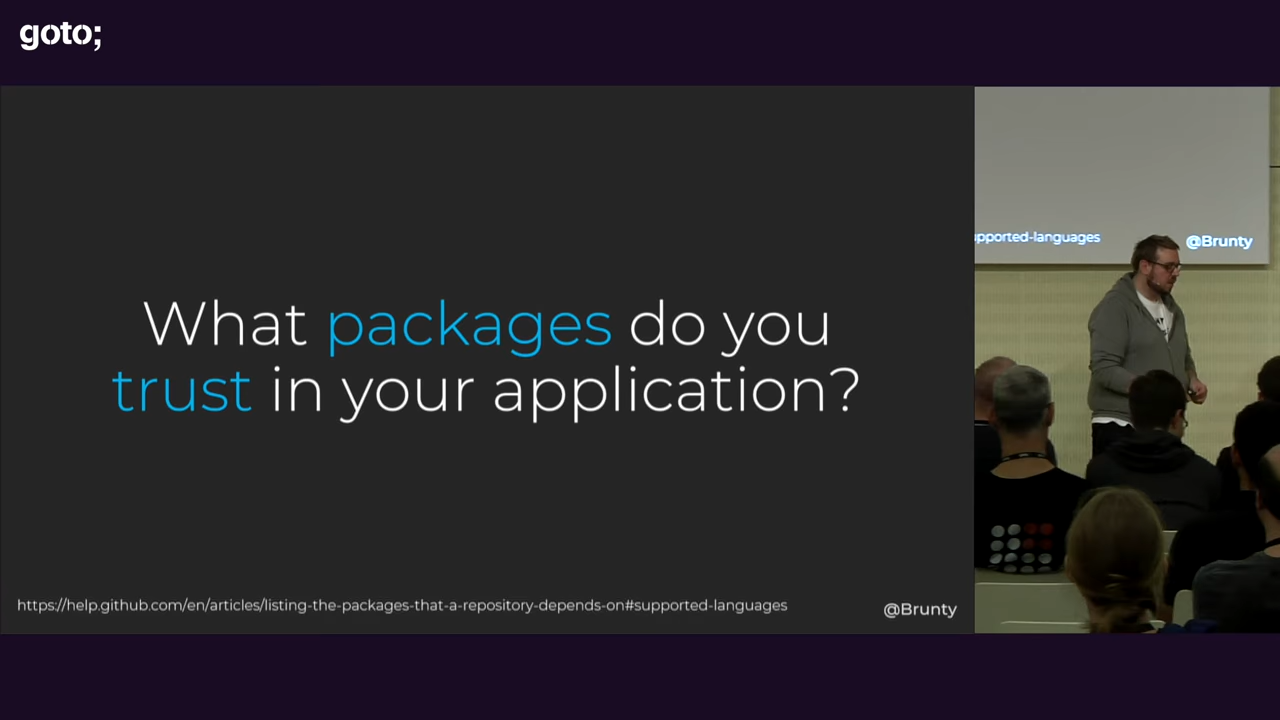 goto;
What packages do you
trust in your application?
https://help.github.com/en/articles/listing-the-packages-that-a-repository-depends-on#supported-languages
@Brunty
upported-languages
@Brunty